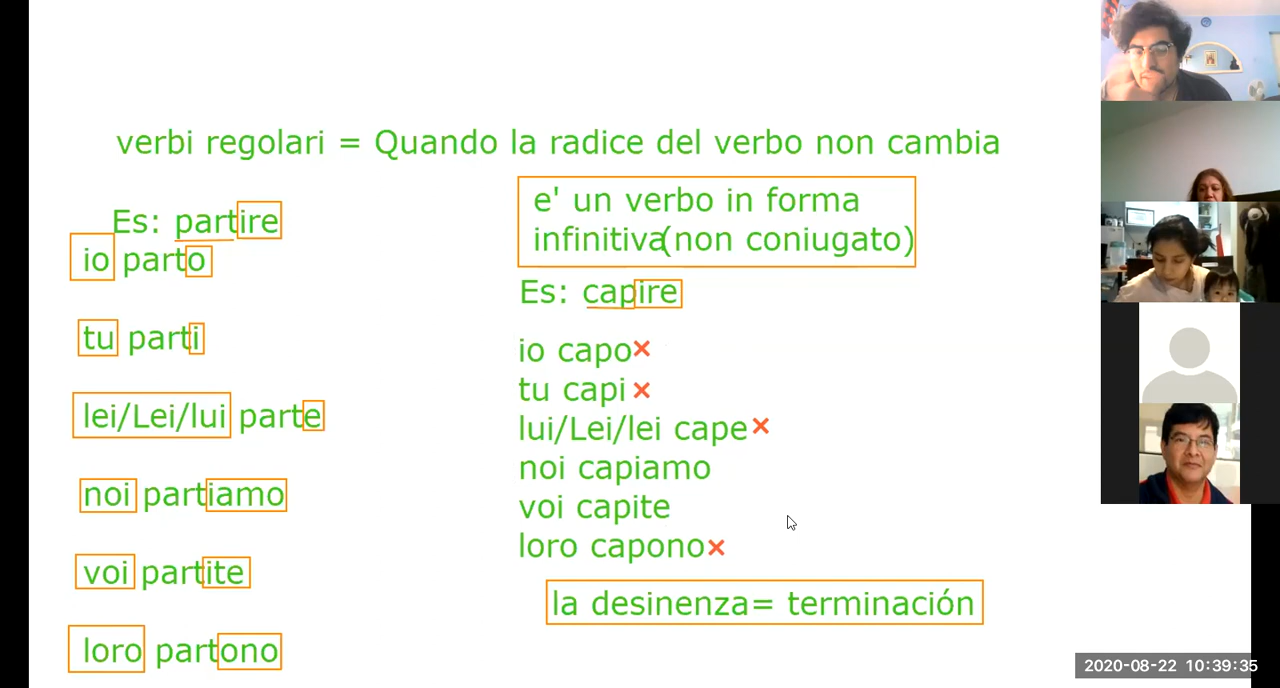 verbi regolari = Quando la radice del verbo non cambia
Es: partire
io parto
tu parti
lei/Lei/lui parte
noi partiamo
voi partite
loro partono
e' un verbo in forma
infinitiva(non coniugato)
Es: capire
io capo×
tu capi ×
lui/Lei/lei cape×
noi capiamo
voi capite
loro capono×
la desinenza= terminación
2020-08-22 10:39:35